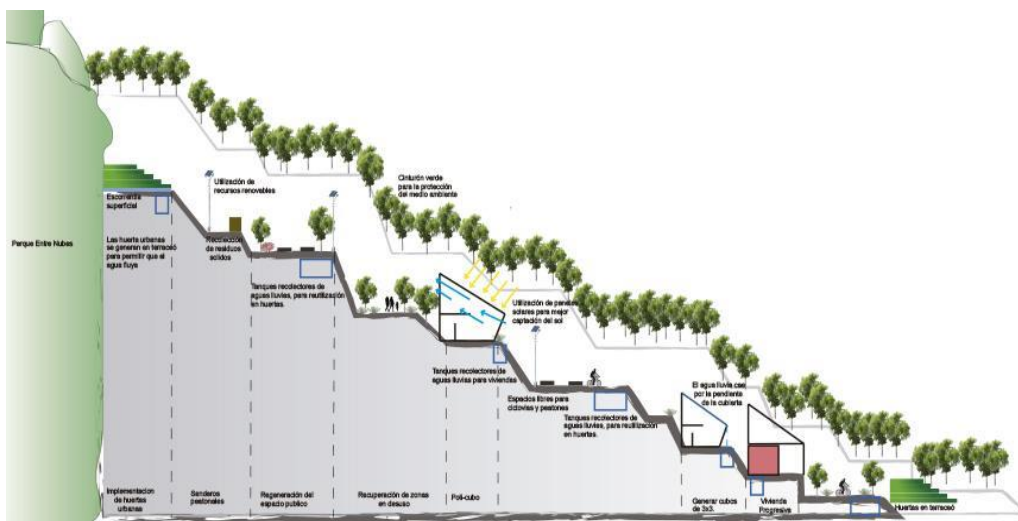 Cinturón verde
para la protección
del medio ambiente
Utilización de
recursos renovables
Escorrentía
superficial
Parque Entre Nubes
Las huerta urbanas
se generan en terraceó
para permitir que el
agua fluya
Recolección
de residuos
solidos
Tanques recolectores de
aguas lluvias, para reutilización
en huertas.
Utilización de paneles
solares para mejor
captación del sol
Tanques recolectores de
aguas lluvias para viviendas
El agua lluvia cae
por la pendiente
de la cubierta
Espacios libres para
ciclovías y peatones
Tanques recolectores de
aguas lluvias, para reutilización
en huertas.
Implementacion
de huertas
urbanas
Senderos
peatonales
Regeneración del
espacio publico
Recuperación de zonas
en desuso
Poli-cubo
Generar cubos
de 3x3.
Vivienda
Progresiva
Huertas en terraceó